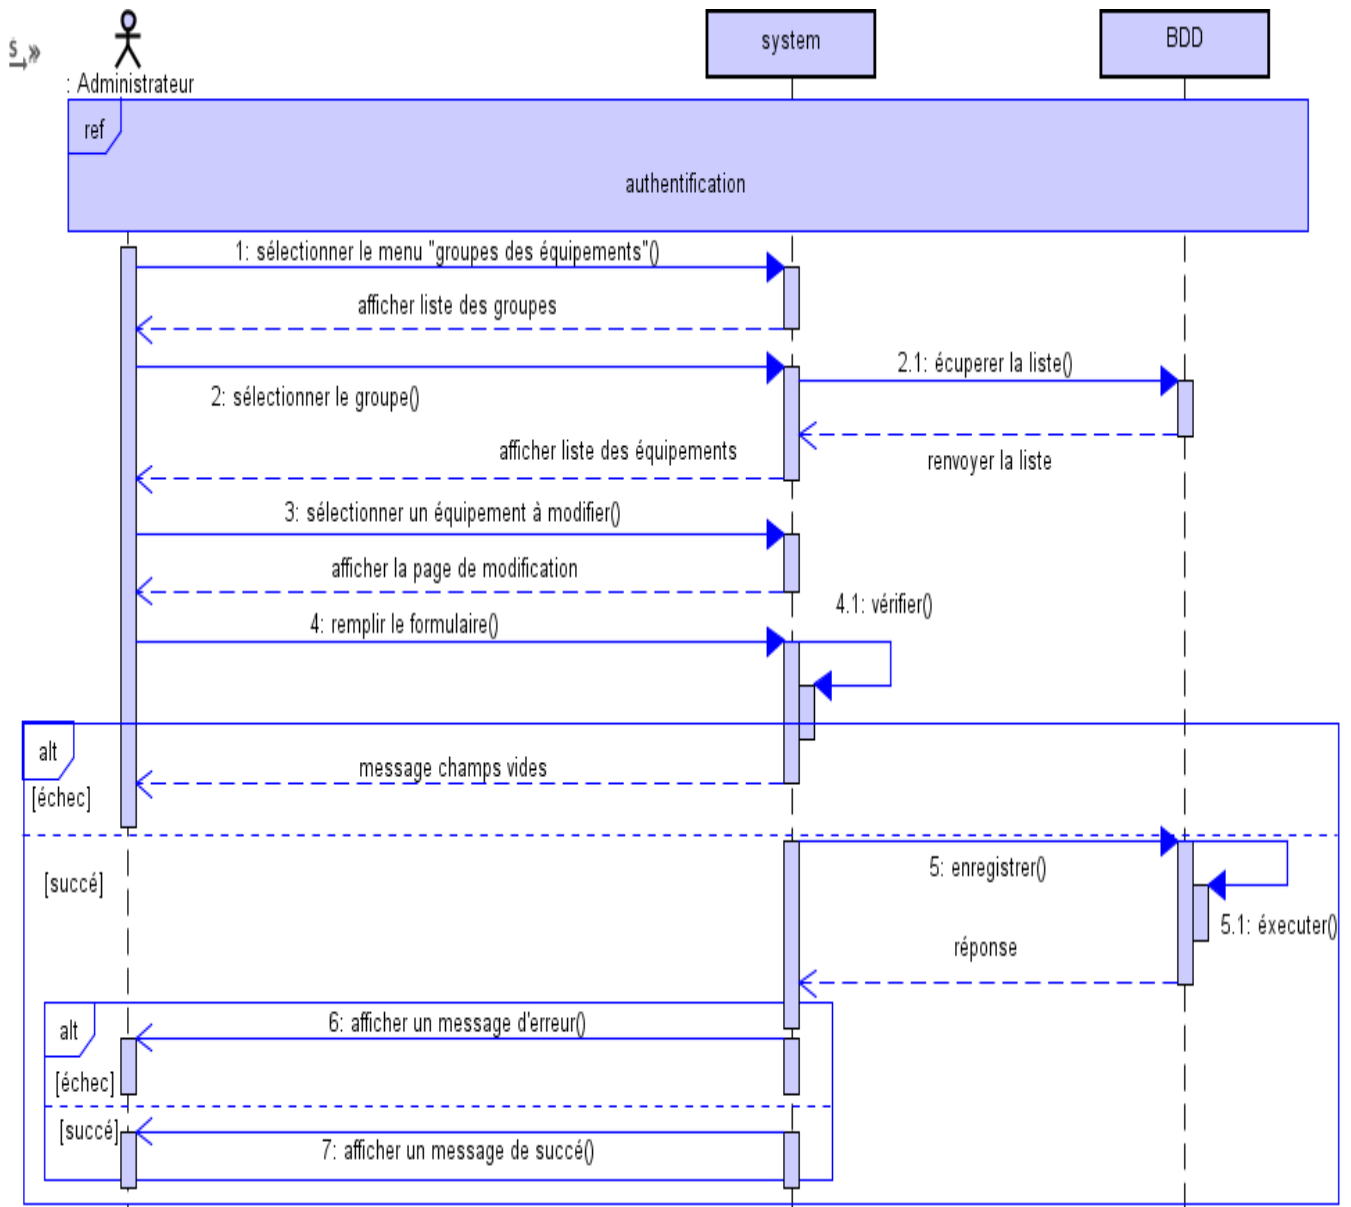 S
system
BDD
: Administrateur
ref
authentification
1: sélectionner le menu "groupes des équipements"()
afficher liste des groupes
2.1: écuperer la liste()
2: sélectionner le groupe()
afficher liste des équipements
renvoyer la liste
3: sélectionner un équipement à modifier()
afficher la page de modification
4.1: vérifier()
4: remplir le formulaire()
alt
message champs vides
[échec]
5: enregistrer()
[succé]
5.1: éxecuter()
réponse
alt
6: afficher un message d'erreur()
[échec]
[succé]
7: afficher un message de succé()